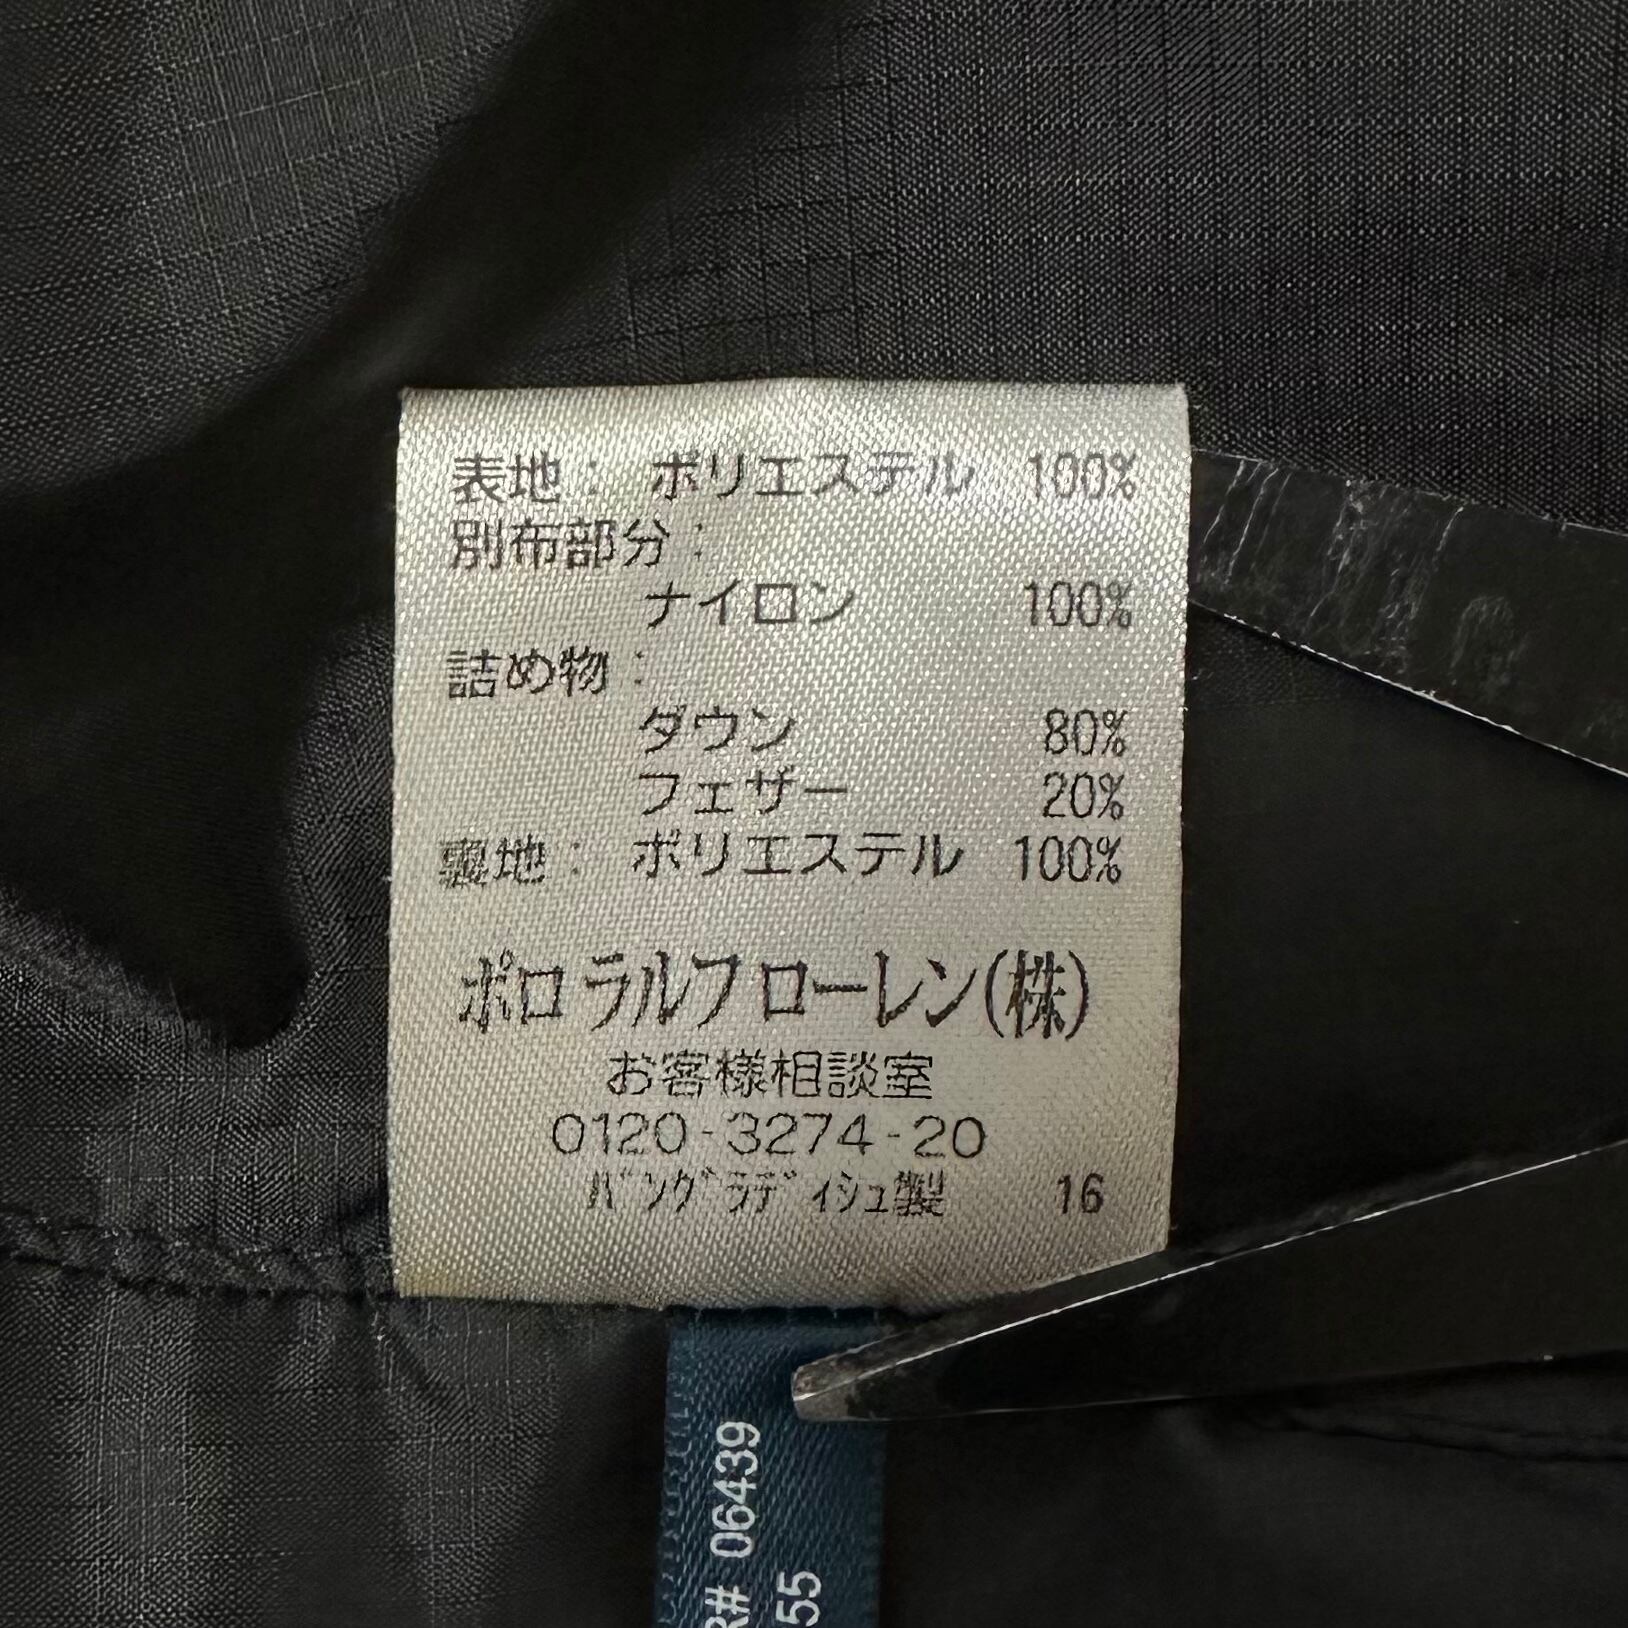 表地： ポリエステル 100%
別布部分：
ナイロン 100%
詰め物：
ダウン 80%
フェザー 20%
裏地： ポリエステル 100%
ポロ ラルフ ローレン(株)
お客様相談室
0120-3274-20
ﾊﾞﾝｸﾞﾗﾃﾞｨｼｭ製 16
R# 06439
55